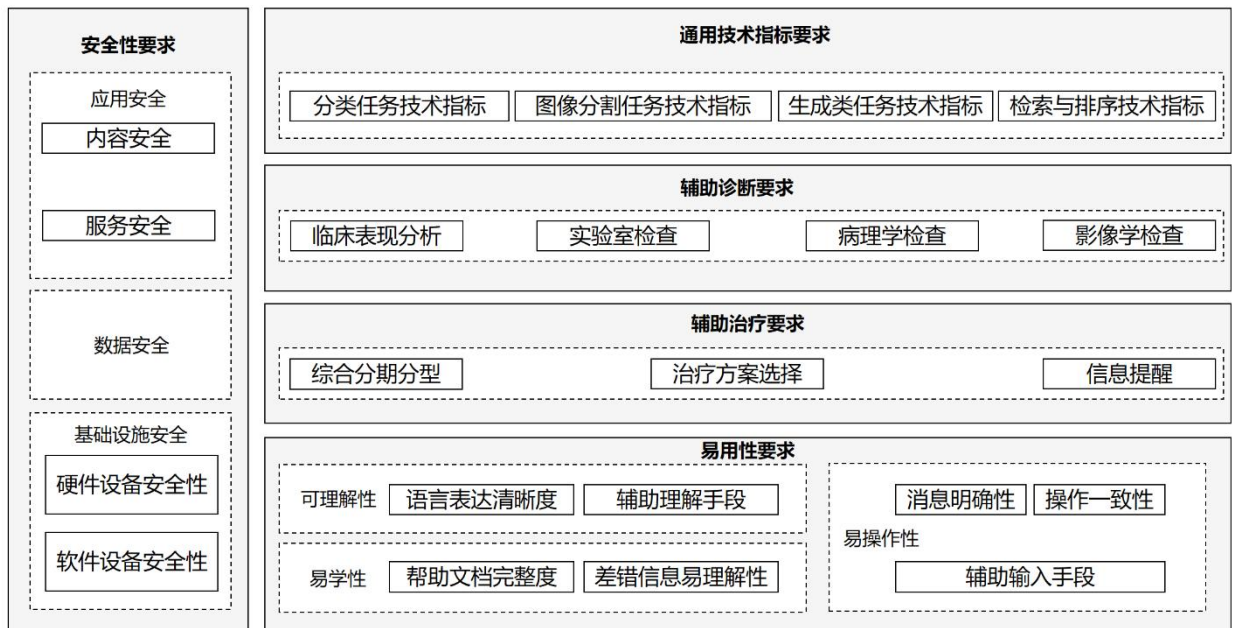 安全性要求
应用安全
内容安全
服务安全
数据安全
基础设施安全
硬件设备安全性
软件设备安全性
通用技术指标要求
分类任务技术指标 图像分割任务技术指标 生成类任务技术指标 检索与排序技术指标
辅助诊断要求
临床表现分析 实验室检查 病理学检查 影像学检查
辅助治疗要求
综合分期分型 治疗方案选择 信息提醒
易用性要求
可理解性 语言表达清晰度 辅助理解手段
易学性 帮助文档完整度 差错信息易理解性
消息明确性 操作一致性
易操作性
辅助输入手段